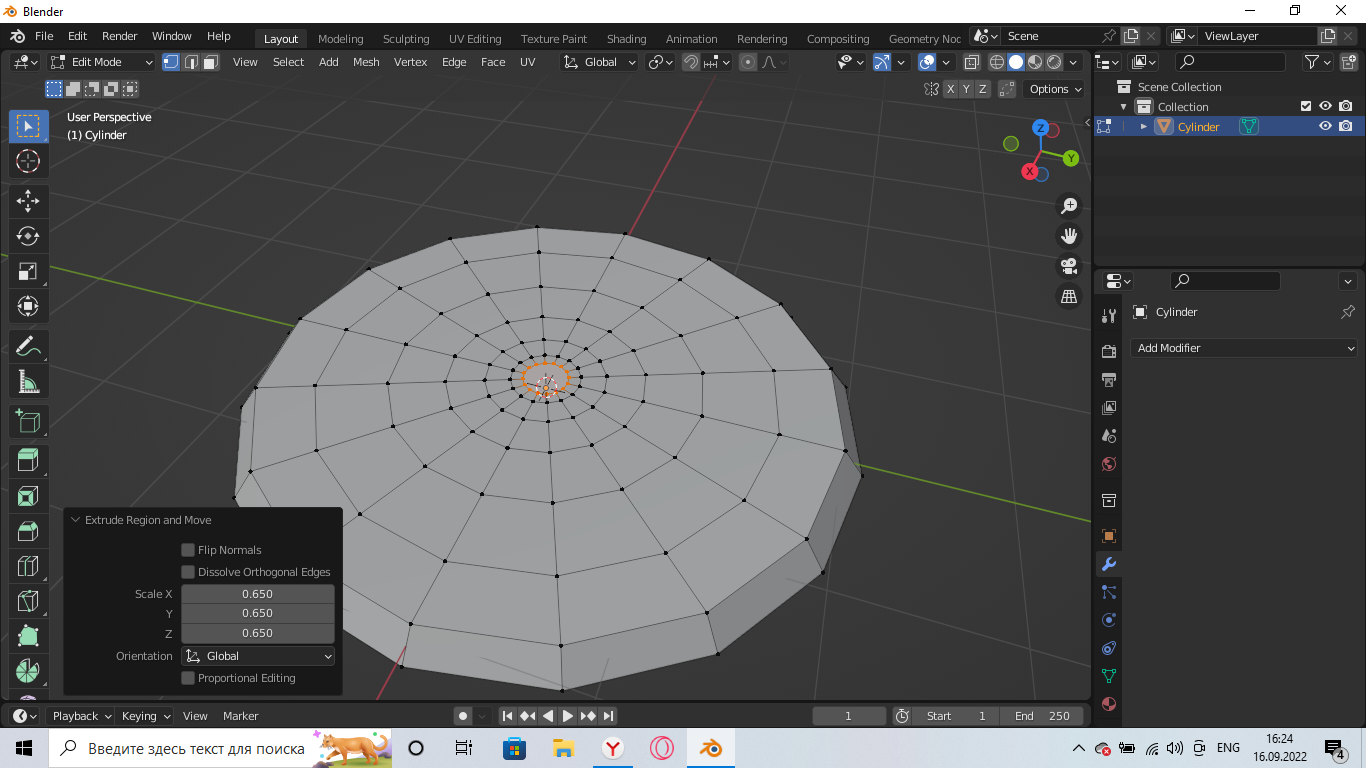 Blender
File Edit Render Window Help Layout Modeling Sculpting UV Editing Texture Paint Shading Animation Rendering Compositing Geometry Noc Scene ViewLayer
Edit Mode View Select Add Mesh Vertex Edge Face UV Global
X Y Z Options
User Perspective
(1) Cylinder
Z
Y
X
Scene Collection
Collection
Cylinder
Cylinder
Add Modifier
Extrude Region and Move
Flip Normals
Dissolve Orthogonal Edges
Scale X 0.650
Y 0.650
Z 0.650
Orientation Global
Proportional Editing
Playback Keying View Marker 1 Start 1 End 250
Введите здесь текст для поиска
ENG
16:24
16.09.2022
4